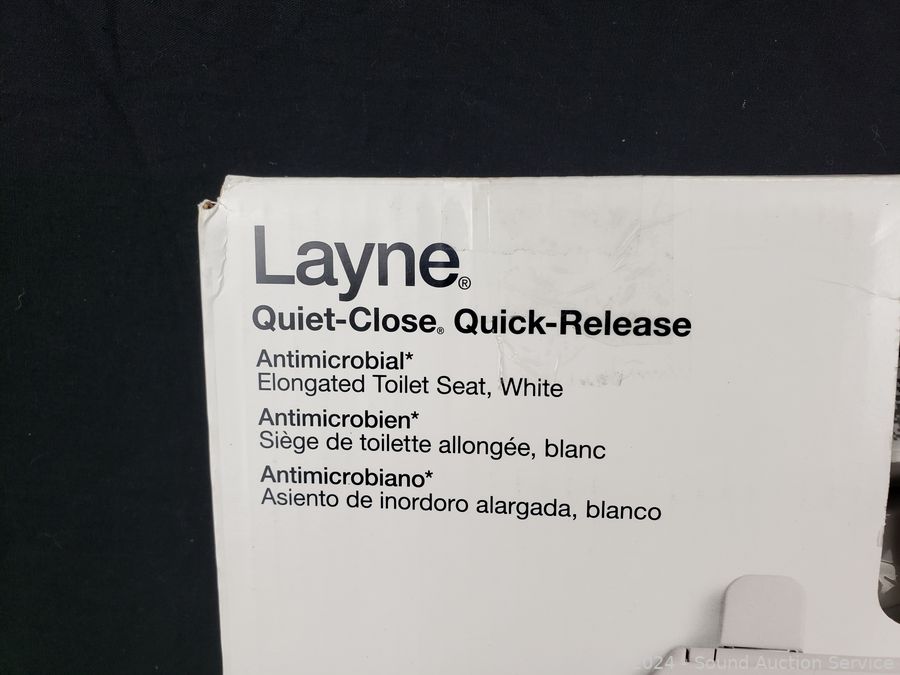 Layne®
Quiet-Close® Quick-Release
Antimicrobial*
Elongated Toilet Seat, White
Antimicrobien*
Siège de toilette allongée, blanc
Antimicrobiano*
Asiento de inordoro alargada, blanco
2024 - Sound Auction Service